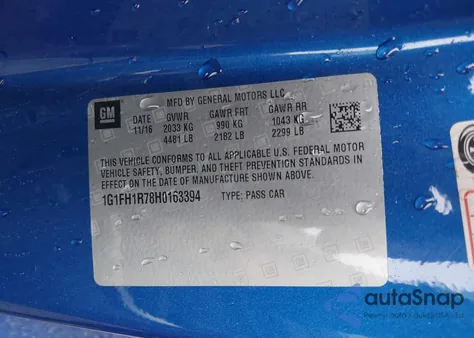 MFD BY GENERAL MOTORS LLC
GM
DATE GVWR GAWR FRT GAWR RR
11/16 2033 KG 990 KG 1043 KG
4481 LB 2182 LB 2299 LB
THIS VEHICLE CONFORMS TO ALL APPLICABLE U.S. FEDERAL MOTOR
VEHICLE SAFETY, BUMPER, AND THEFT PREVENTION STANDARDS IN
EFFECT ON THE DATE OF MANUFACTURE SHOWN ABOVE.
1G1FH1R78H0163394 TYPE: PASS CAR
autoSnap